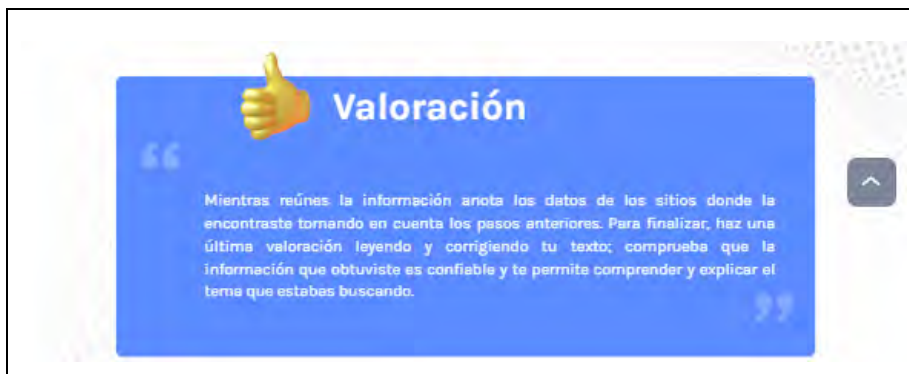 Valoración
Mientras reúnes la información anota los datos de los sitios donde la
encontraste tomando en cuenta los pasos anteriores. Para finalizar, haz una
última valoración leyendo y corrigiendo tu texto; comprueba que la
información que obtuviste es confiable y te permite comprender y explicar el
tema que estabas buscando.